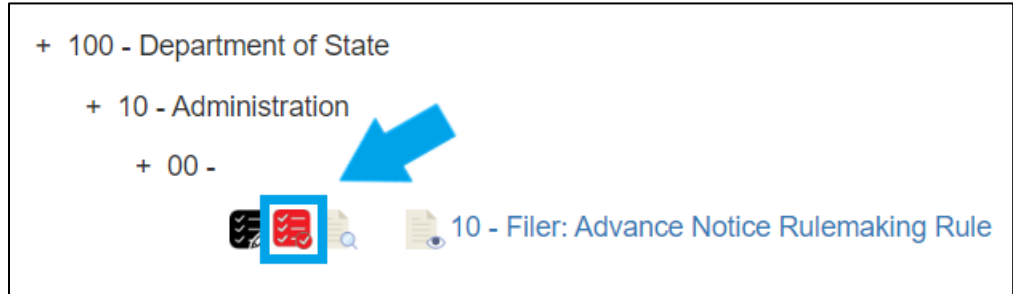 + 100 - Department of State
+ 10 - Administration
+ 00 -
10 - Filer: Advance Notice Rulemaking Rule